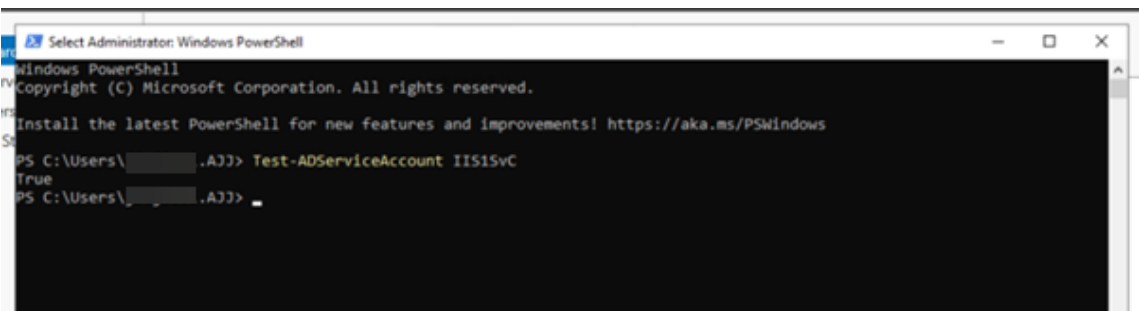 Select Administrator: Windows PowerShell
Windows PowerShell
Copyright (C) Microsoft Corporation. All rights reserved.
Install the latest PowerShell for new features and improvements! https://aka.ms/PSWindows
PS C:\Users\ .AJJ> Test-ADServiceAccount IIS1SvC
True
PS C:\Users\ .AJJ>